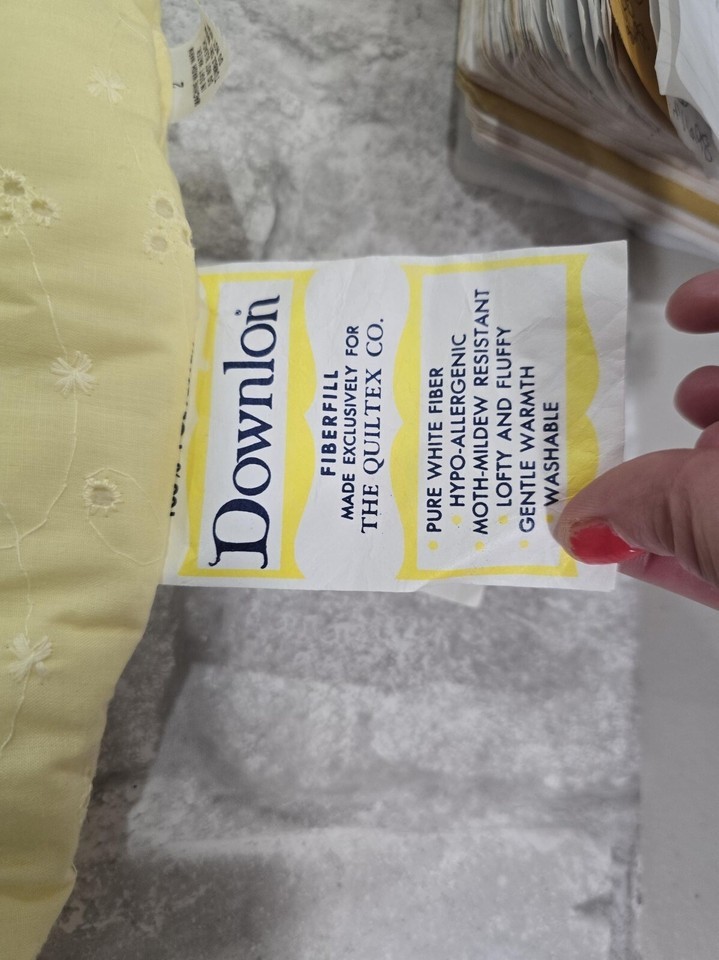 Downlon
FIBERFILL
MADE EXCLUSIVELY FOR
THE QUILTEX CO.
• PURE WHITE FIBER
• HYPO-ALLERGENIC
• MOTH-MILDEW RESISTANT
• LOFTY AND FLUFFY
• GENTLE WARMTH
WASHABLE
2